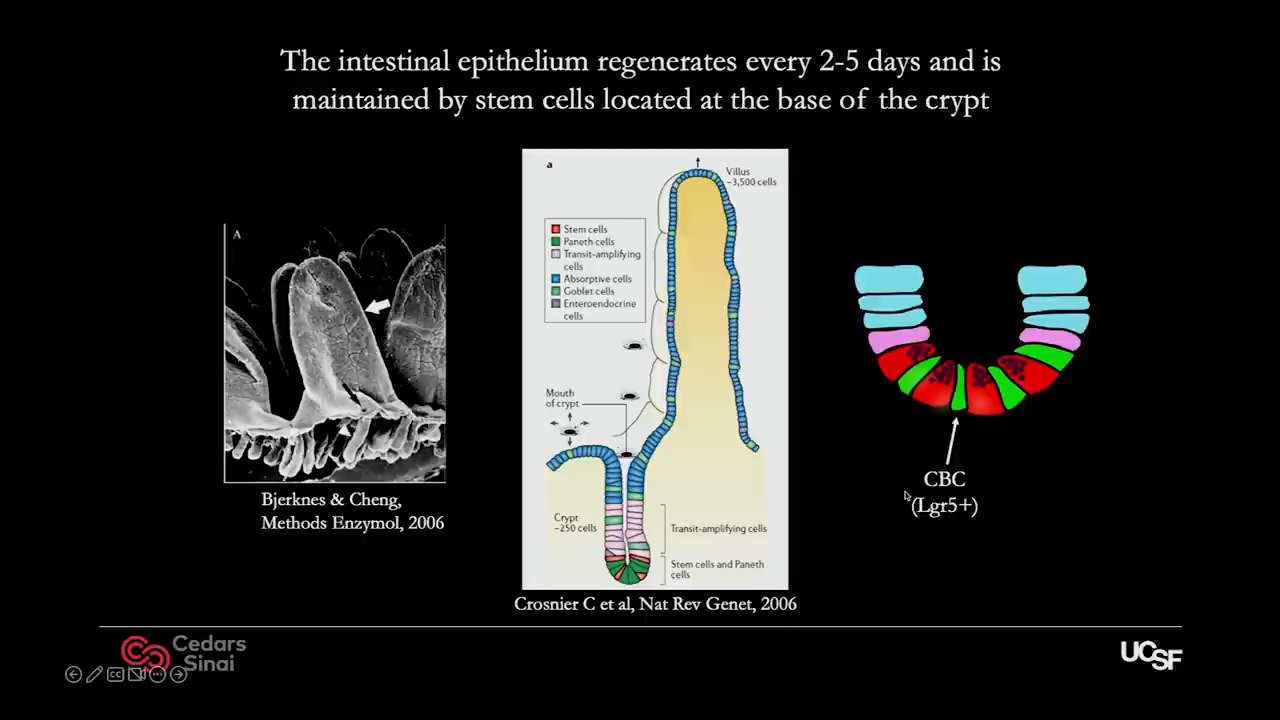 The intestinal epithelium regenerates every 2-5 days and is
maintained by stem cells located at the base of the crypt
A
Bjerknes & Cheng,
Methods Enzymol, 2006
a
Villus
~3,500 cells
Stem cells
Paneth cells
Transit-amplifying
cells
Absorptive cells
Goblet cells
Enteroendocrine
cells
Mouth
of crypt
Crypt
~250 cells
Transit-amplifying cells
Stem cells and Paneth
cells
Crosnier C et al, Nat Rev Genet, 2006
CBC
(Lgr5+)
Cedars
Sinai
CC
UCSF